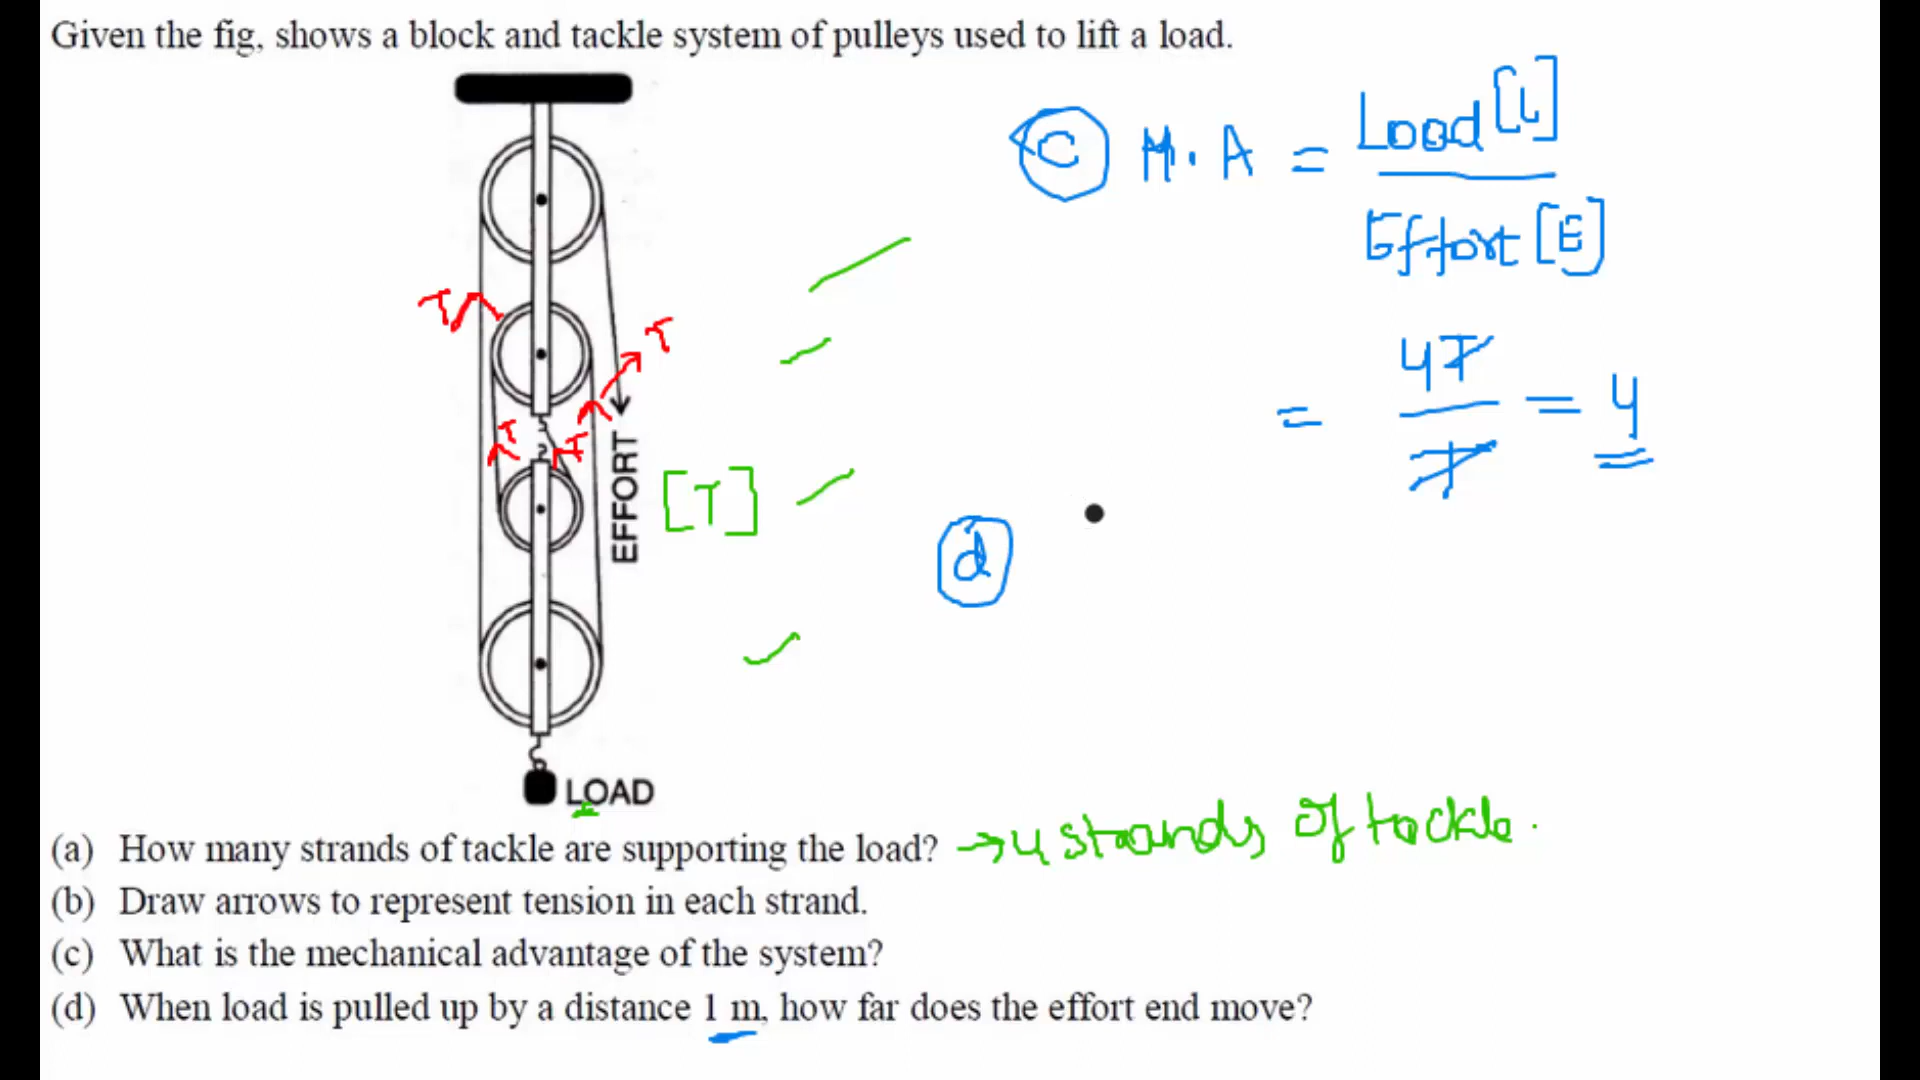 Given the fig, shows a block and tackle system of pulleys used to lift a load.
C M.A = Load [L]
Effort [E]
T
T
T
T
= 4T
T
= 4
EFFORT
[T]
d
LOAD
(a) How many strands of tackle are supporting the load? → 4 strands of tackle.
(b) Draw arrows to represent tension in each strand.
(c) What is the mechanical advantage of the system?
(d) When load is pulled up by a distance 1 m, how far does the effort end move?